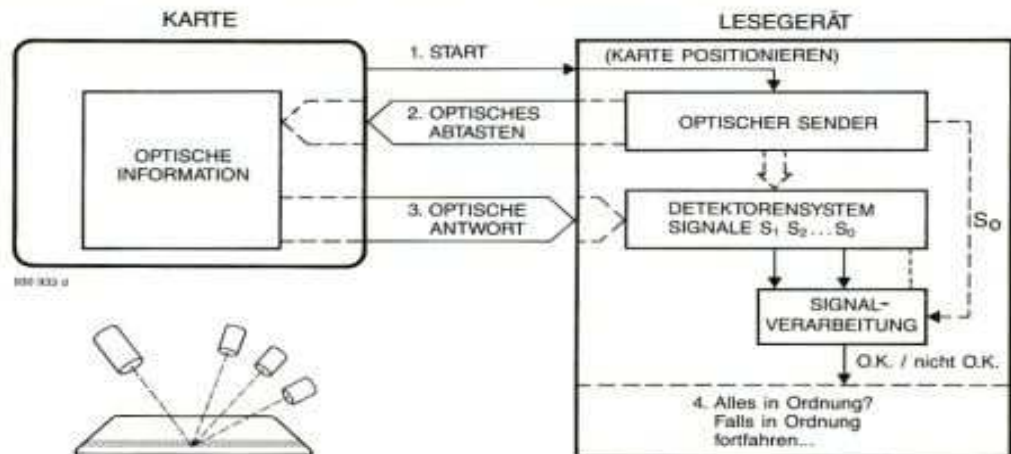 KARTE
LESEGERÄT
1. START
(KARTE POSITIONIEREN)
2. OPTISCHES
ABTASTEN
OPTISCHER SENDER
OPTISCHE
INFORMATION
3. OPTISCHE
ANTWORT
DETEKTORENSYSTEM
SIGNALE S₁ S₂...S₀
S₀
SIGNAL-
VERARBEITUNG
O.K. / nicht O.K.
4. Alles in Ordnung?
Falls in Ordnung
fortfahren...